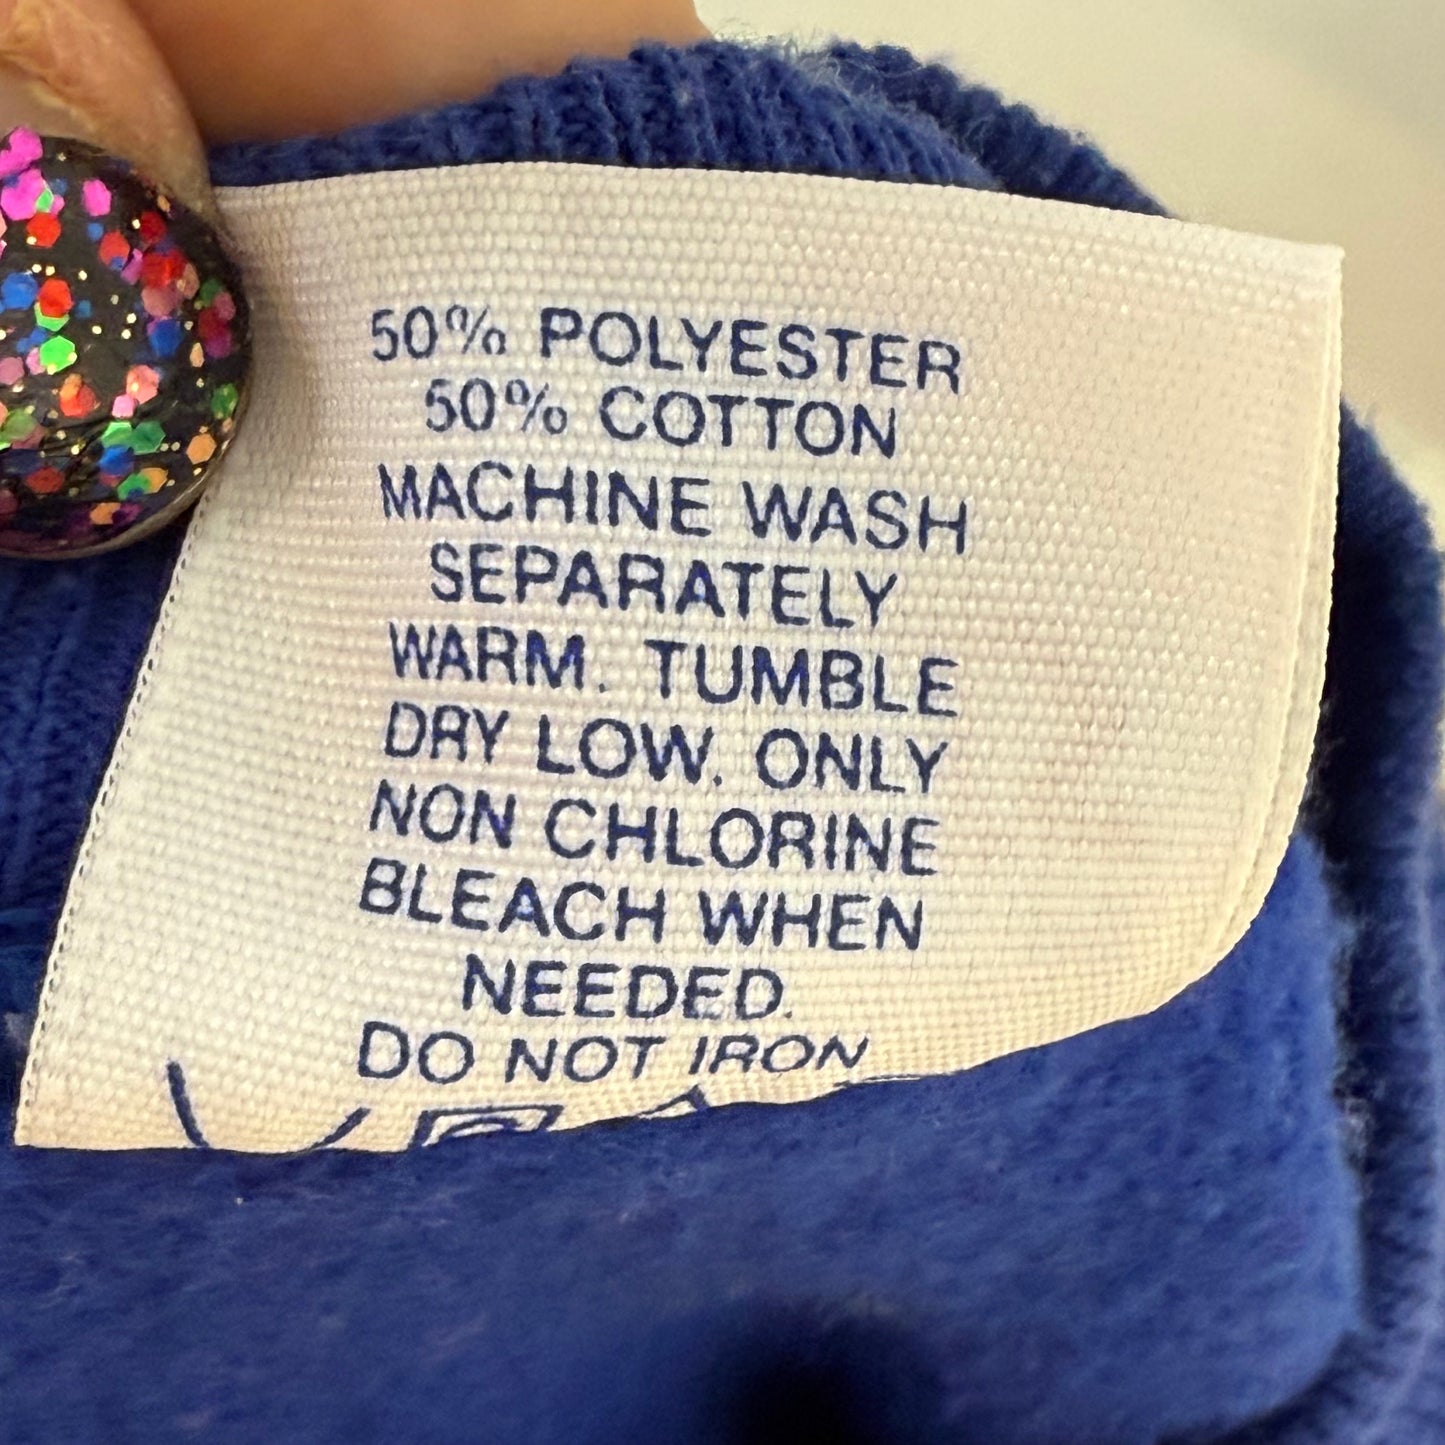 50% POLYESTER
50% COTTON
MACHINE WASH
SEPARATELY
WARM. TUMBLE
DRY LOW. ONLY
NON CHLORINE
BLEACH WHEN
NEEDED.
DO NOT IRON